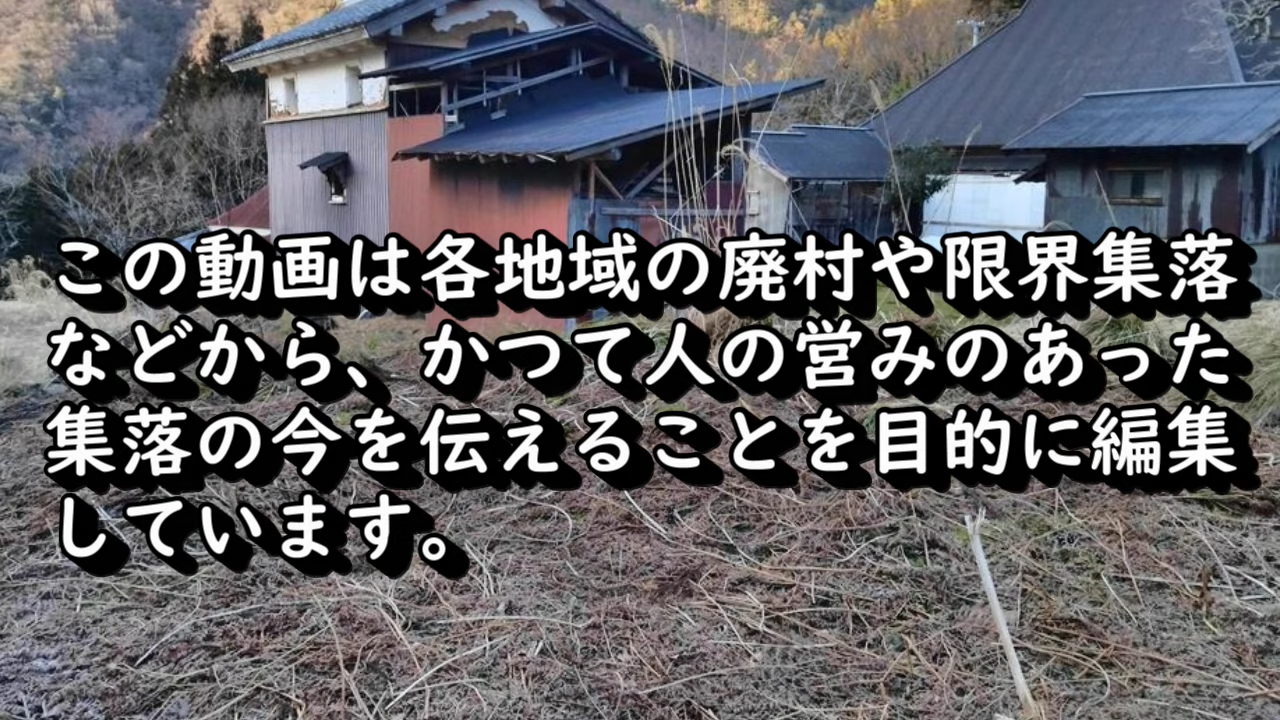 この動画は各地域の廃村や限界集落
などから、かつて人の営みのあった
集落の今を伝えることを目的に編集
しています。